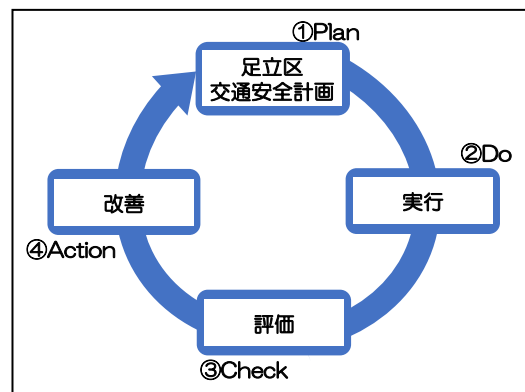 ①Plan
足立区
交通安全計画
②Do
実行
③Check
評価
④Action
改善